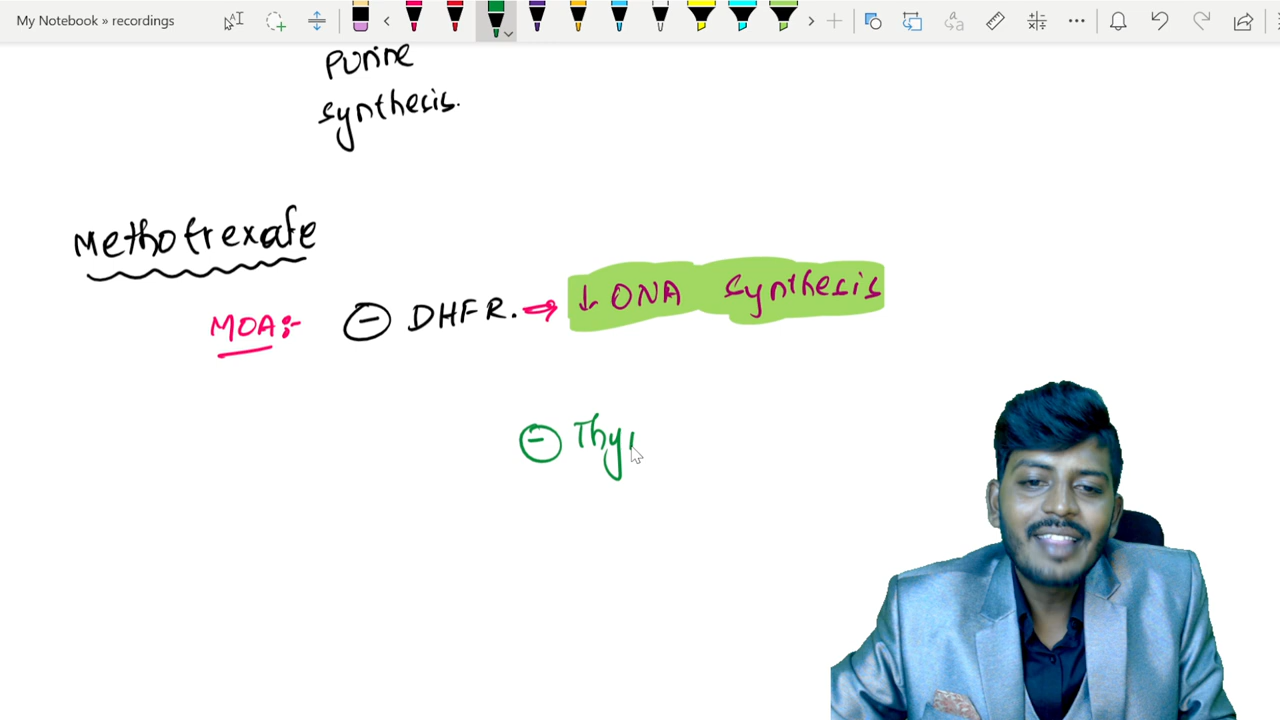 My Notebook » recordings
Purine
synthesis.
Methotrexate
MOA:- ⊖ DHFR. → ↓ DNA synthesis
⊖ Thy